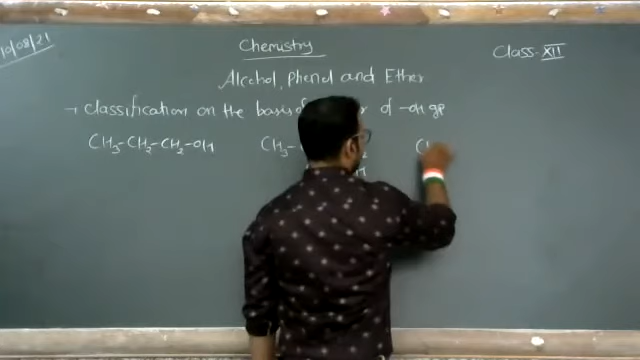 10/08/21
Chemistry
Class-XII
Alcohol, Phenol and Ether
→ Classification on the basis of -OH gp
CH3-CH2-CH2-OH CH3-